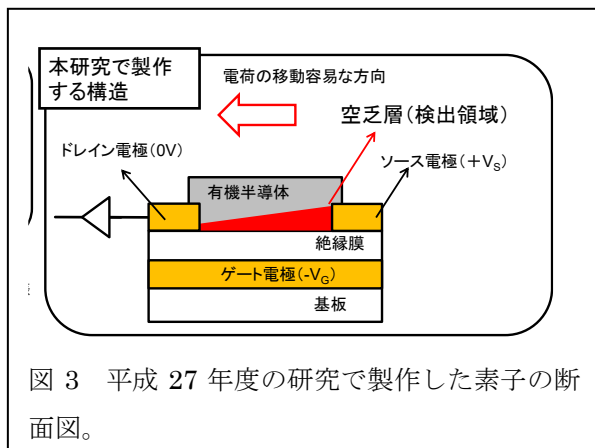 本研究で製作
する構造
電荷の移動容易な方向
空乏層(検出領域)
ドレイン電極(0V)
ソース電極(+VS)
有機半導体
絶縁膜
ゲート電極(-VG)
基板
図 3 平成 27 年度の研究で製作した素子の断
面図。